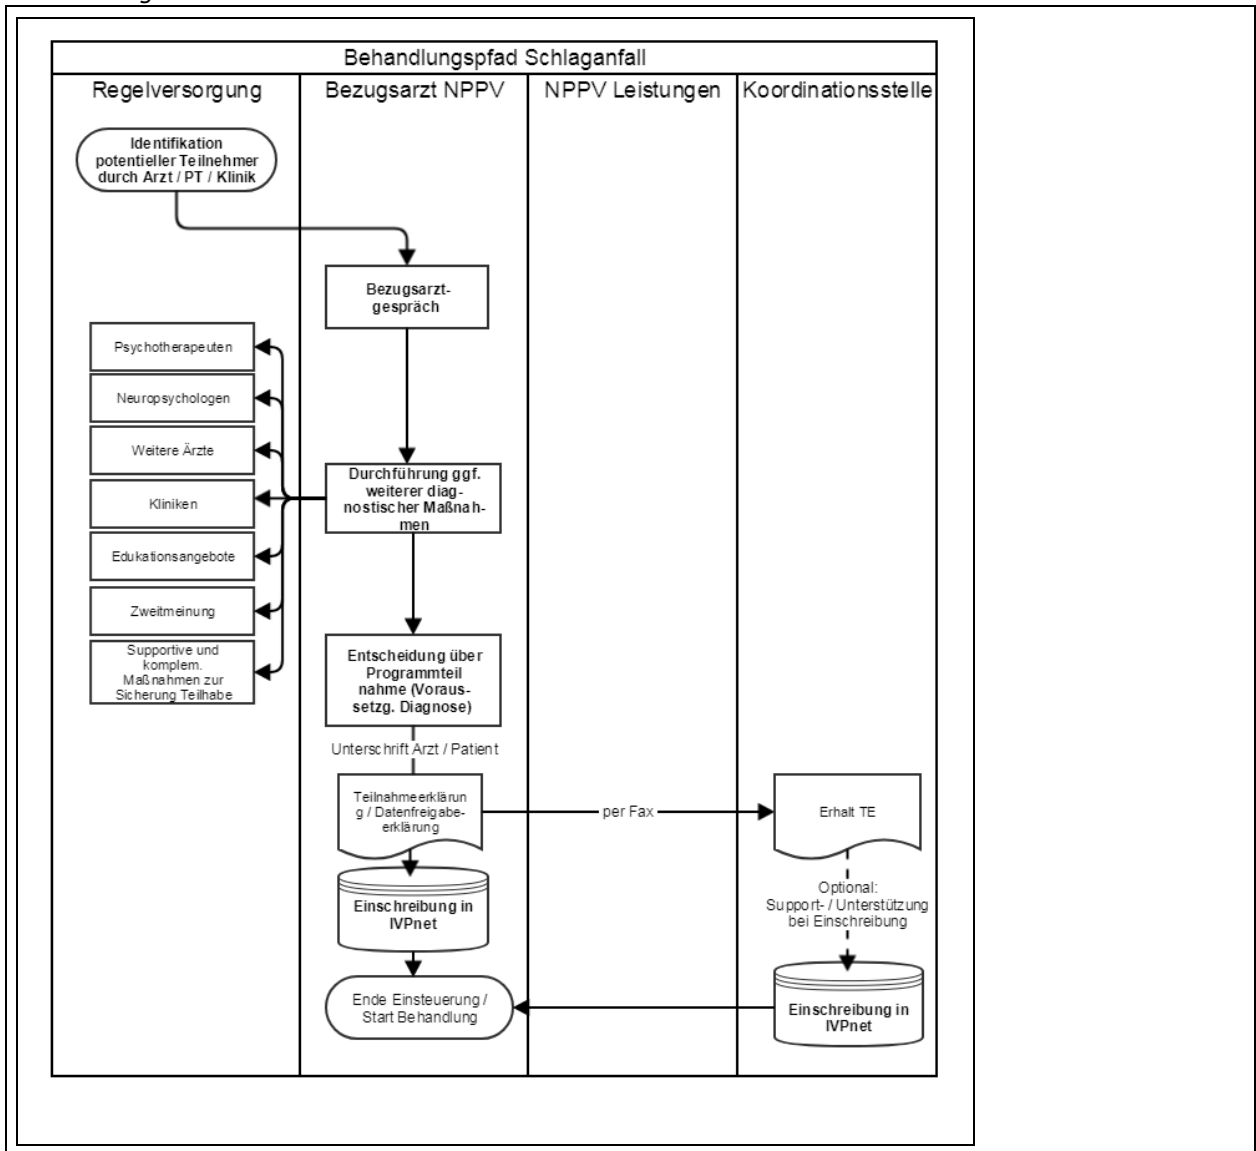 Behandlungspfad Schlaganfall
Regelversorgung
Bezugsarzt NPPV
NPPV Leistungen
Koordinationsstelle
Identifikation
potentieller Teilnehmer
durch Arzt / PT / Klinik
Bezugsarzt-
gespräch
Psychotherapeuten
Neuropsychologen
Weitere Ärzte
Kliniken
Edukationsangebote
Zweitmeinung
Supportive und
komplem.
Maßnahmen zur
Sicherung Teilhabe
Durchführung ggf.
weiterer diag-
nostischer Maßnah-
men
Entscheidung über
Programmteil
nahme (Voraus-
setzg. Diagnose)
Unterschrift Arzt / Patient
Teilnahmeerklärun
g / Datenfreigabe-
erklärung
per Fax
Erhalt TE
Optional:
Support- / Unterstützung
bei Einschreibung
Einschreibung in
IVPnet
Einschreibung in
IVPnet
Ende Einsteuerung /
Start Behandlung